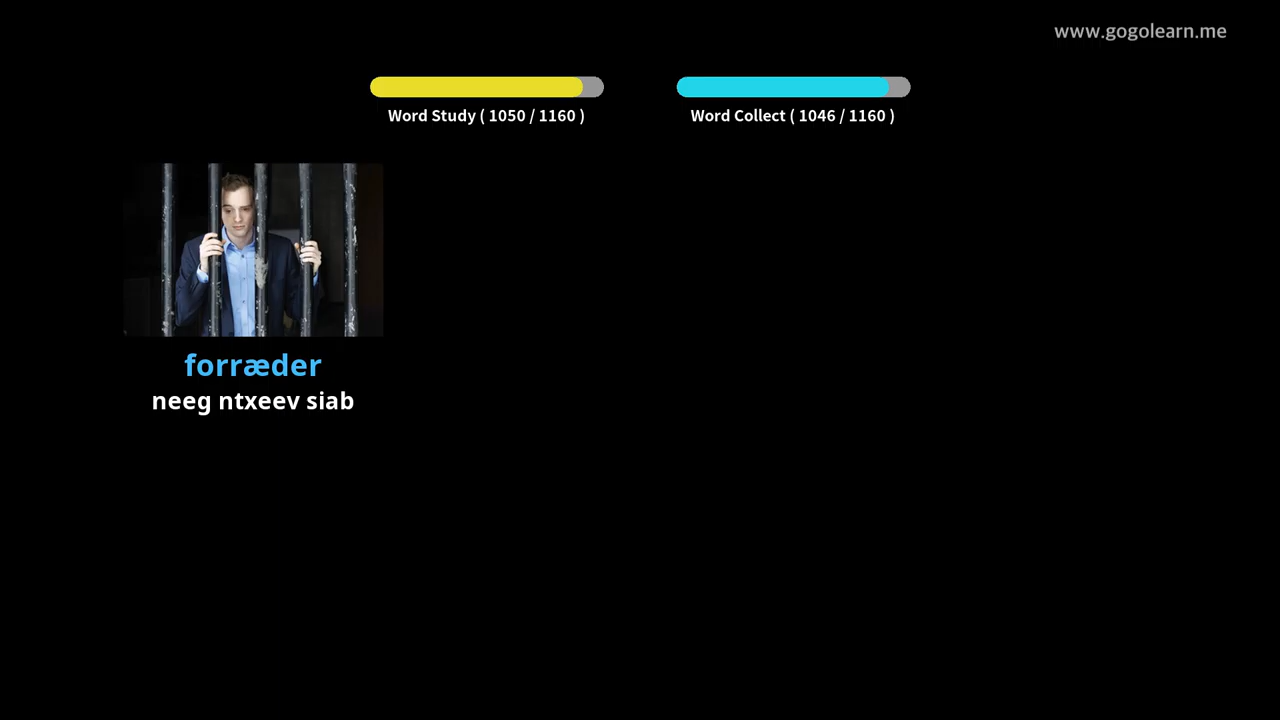 www.gogolearn.me
Word Study ( 1050 / 1160 )
Word Collect ( 1046 / 1160 )
forræder
neeg ntxeev siab